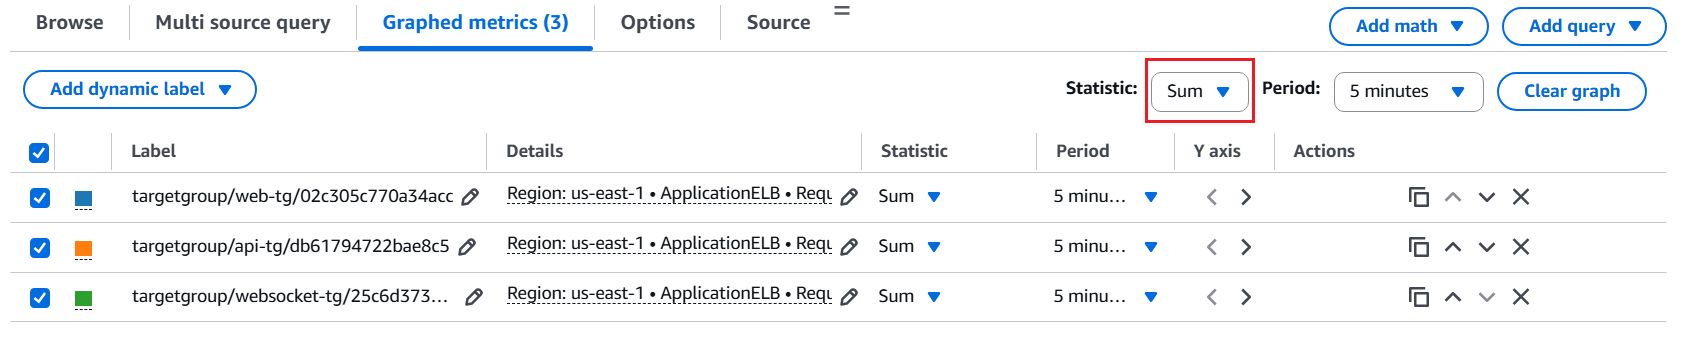 Browse Multi source query Graphed metrics (3) Options Source Add math Add query
Add dynamic label Statistic: Sum Period: 5 minutes Clear graph
Label Details Statistic Period Y axis Actions
targetgroup/web-tg/02c305c770a34acc Region: us-east-1 • ApplicationELB • Requ Sum 5 minu...
targetgroup/api-tg/db61794722bae8c5 Region: us-east-1 • ApplicationELB • Requ Sum 5 minu...
targetgroup/websocket-tg/25c6d373... Region: us-east-1 • ApplicationELB • Requ Sum 5 minu...